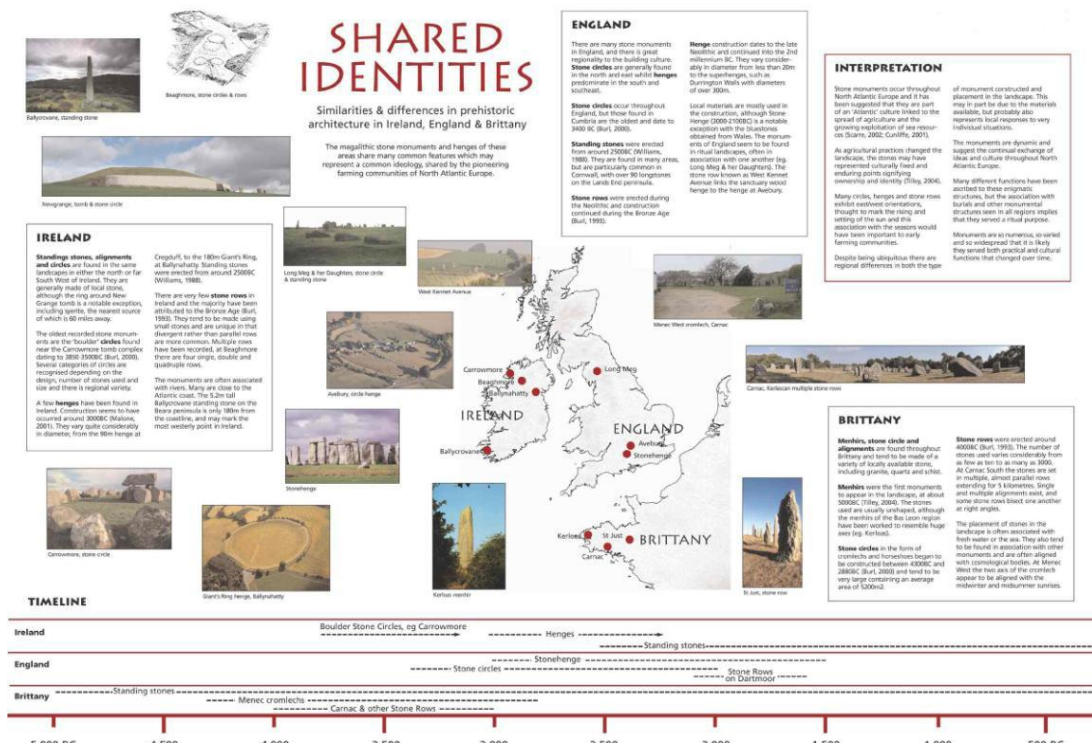 SHARED
IDENTITIES
Similarities & differences in prehistoric
architecture in Ireland, England & Brittany
The megalithic stone monuments and henges of these
areas share many common features which may
represent a common ideology, shared by the pioneering
farming communities of North Atlantic Europe.
Ballycrovane, standing stone
Beaghmore, stone circles & rows
Newgrange, tomb & stone circle
IRELAND
Standings stones, alignments
and circles are found in the same
landscapes in either the north or far
South West of Ireland. They are
generally made of local stone,
although the ring around New
Grange tomb is a notable exception,
including syenite, the nearest source
of which is 60 miles away.
The oldest recorded stone monum-
ents are the 'boulder' circles found
near the Carrowmore tomb complex
dating to 3850-3500BC (Burl, 2000).
Several categories of circles are
recognised depending on the
design, number of stones used and
size and there is regional variety.
A few henges have been found in
Ireland. Construction seems to have
occurred around 3000BC (Malone,
2001). They vary quite considerably
in diameter, from the 90m henge at
Cregduff, to the 180m Giant's Ring,
at Ballynahatty. Standing stones
were erected from around 2500BC
(Williams, 1988).
There are very few stone rows in
Ireland and the majority have been
attributed to the Bronze Age (Burl,
1993). They tend to be made using
small stones and are unique in that
divergent rather than parallel rows
are more common. Multiple rows
have been recorded, at Beaghmore
there are four single, double and
quadruple rows.
The monuments are often associated
with rivers. Many are close to the
Atlantic coast. The 5.2m tall
Ballycrovane standing stone on the
Beara peninsula is only 180m from
the coastline, and may mark the
most westerly point in Ireland.
ENGLAND
There are many stone monuments
in England, and there is great
regionality to the building culture.
Stone circles are generally found
in the north and east whilst henges
predominate in the south and
southeast.
Stone circles occur throughout
England, but those found in
Cumbria are the oldest and date to
3400 BC (Burl, 2000).
Standing stones were erected
from around 2500BC (Williams,
1988). They are found in many areas,
but are particularly common in
Cornwall, with over 90 longstones
on the Lands End peninsula.
Stone rows were erected during
the Neolithic and construction
continued during the Bronze Age
(Burl, 1993).
Henge construction dates to the late
Neolithic and continued into the 2nd
millennium BC. They vary consider-
ably in diameter from less than 20m
to the superhenges, such as
Durrington Walls with diameters
of over 300m.
Local materials are mostly used in
the construction, although Stone-
Henge (3000-2100BC) is a notable
exception with the bluestones
obtained from Wales. The monum-
ents of England seem to be found
in ritual landscapes, often in
association with one another (eg.
Long Meg & her Daughters). The
stone row known as West Kennet
Avenue links the sanctuary wood
henge to the henge at Avebury.
INTERPRETATION
Stone monuments occur throughout
North Atlantic Europe and it has
been suggested that they are part
of an 'Atlantic' culture linked to the
spread of agriculture and the
growing exploitation of sea resour-
ces (Scarre, 2002; Cunliffe, 2001).
As agricultural practices changed the
landscape, the stones may have
represented culturally fixed and
enduring points signifying
ownership and identity (Tilley, 2004).
Many circles, henges and stone rows
exhibit east/west orientations,
thought to mark the rising and
setting of the sun and this
association with the seasons would
have been important to early
farming communities.
Despite being ubiquitous there are
regional differences in both the type
of monument constructed and
placement in the landscape. This
may in part be due to the materials
available, but probably also
represents local responses to very
individual situations.
The monuments are dynamic and
suggest the continual exchange of
ideas and culture throughout North
Atlantic Europe.
Many different functions have been
ascribed to these enigmatic
structures, but the association with
burials and other monumental
structures seen in all regions implies
that they served a ritual purpose.
Monuments are so numerous, so varied
and so widespread that it is likely
they served both practical and cultural
functions that changed over time.
Long Meg & her Daughters, stone circle
& standing stone
West Kennet Avenue
Menec West cromlech, Carnac
Avebury, circle henge
Carnac, Kerlescan multiple stone rows
Stonehenge
Carrowmore, stone circle
Giant's Ring henge, Ballynahatty
Kerloas menhir
St Just, stone row
Carrowmore
Beaghmore
Ballynahatty
IRELAND
Ballycrovane
Long Meg
ENGLAND
Avebury
Stonehenge
Kerloas
St Just
BRITTANY
Carnac
BRITTANY
Menhirs, stone circle and
alignments are found throughout
Brittany and tend to be made of a
variety of locally available stone,
including granite, quartz and schist.
Menhirs were the first monuments
to appear in the landscape, at about
5000BC (Tilley, 2004). The stones
used are usually unshaped, although
the menhirs of the Bas Leon region
have been worked to resemble huge
axes (eg. Kerloas).
Stone circles in the form of
cromlechs and horseshoes began to
be constructed between 4300BC and
2880BC (Burl, 2000) and tend to be
very large containing an average
area of 5200m2.
Stone rows were erected around
4000BC (Burl, 1993). The number of
stones used varies considerably from
as few as ten to as many as 3000.
At Carnac South the stones are set
in multiple, almost parallel rows
extending for 5 kilometres. Single
and multiple alignments exist, and
some stone rows bisect one another
at right angles.
The placement of stones in the
landscape is often associated with
fresh water or the sea. They also tend
to be found in association with other
monuments and are often aligned
with cosmological bodies. At Menec
West the two axis of the cromlech
appear to be aligned with the
midwinter and midsummer sunrises.
TIMELINE
Ireland
Boulder Stone Circles, eg Carrowmore
Henges
Standing stones
England
Stonehenge
Stone circles
Stone Rows
on Dartmoor
Brittany
Standing stones
Menec cromlechs
Carnac & other Stone Rows